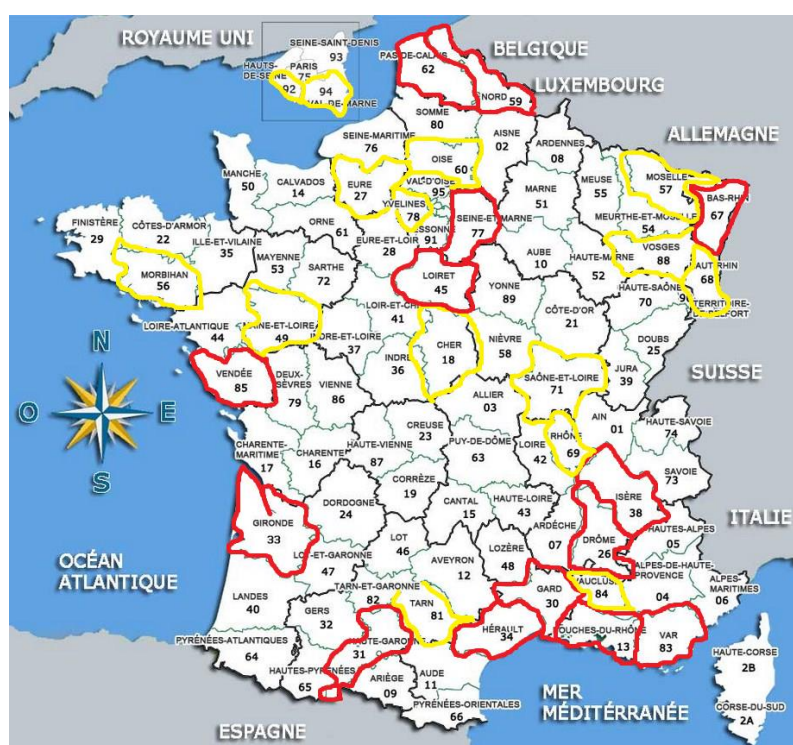 ROYAUME UNI
SEINE-SAINT-DENIS
93
HAUTS-
DE-SEINE
PARIS
75
92
94
VAL-DE-MARNE
BELGIQUE
LUXEMBOURG
ALLEMAGNE
PAS-DE-CALAIS
62
NORD
59
SOMME
80
SEINE-MARITIME
76
AISNE
02
ARDENNES
08
OISE
60
MANCHE
50
CALVADOS
14
EURE
27
VAL-D'OISE
95
YVELINES
78
91
SEINE-ET-MARNE
77
MARNE
51
MEUSE
55
MOSELLE
57
MEURTHE-ET-MOSELLE
54
BAS-RHIN
67
FINISTÈRE
29
CÔTES-D'ARMOR
22
ILLE-ET-VILAINE
35
ORNE
61
EURE-ET-LOIR
28
AUBE
10
HAUTE-MARNE
52
VOSGES
88
68
MORBIHAN
56
MAYENNE
53
SARTHE
72
LOIRET
45
YONNE
89
HAUTE-SAÔNE
70
TERRITOIRE-
DE-BELFORT
LOIRE-ATLANTIQUE
44
49
41
INDRE-ET-LOIRE
37
CHER
18
NIÈVRE
58
CÔTE-D'OR
21
DOUBS
25
VENDÉE
85
DEUX-
SÈVRES
79
VIENNE
86
36
SAÔNE-ET-LOIRE
71
JURA
39
SUISSE
N
O
E
S
ALLIER
03
CREUSE
23
HAUTE-VIENNE
87
CHARENTE-
MARITIME
17
CHARENTE
16
PUY-DE-DÔME
63
LOIRE
42
RHÔNE
69
AIN
01
HAUTE-SAVOIE
74
SAVOIE
73
CORRÈZE
19
DORDOGNE
24
CANTAL
15
HAUTE-LOIRE
43
ISÈRE
38
GIRONDE
33
LOT
46
ARDÈCHE
07
DRÔME
26
HAUTES-ALPES
05
ITALIE
OCÉAN
ATLANTIQUE
LOT-ET-GARONNE
47
AVEYRON
12
LOZÈRE
48
LANDES
40
GERS
32
TARN-ET-GARONNE
82
TARN
81
GARD
30
VAUCLUSE
84
ALPES-DE-HAUTE-
PROVENCE
04
ALPES-
MARITIMES
06
PYRÉNÉES-ATLANTIQUES
64
HAUTES-PYRÉNÉES
65
HAUTE-GARONNE
31
HÉRAULT
34
BOUCHES-DU-RHÔNE
13
VAR
83
ARIÈGE
09
AUDE
11
PYRÉNÉES-ORIENTALES
66
HAUTE-CORSE
2B
CORSE-DU-SUD
2A
MER
MÉDITÉRRANÉE
ESPAGNE